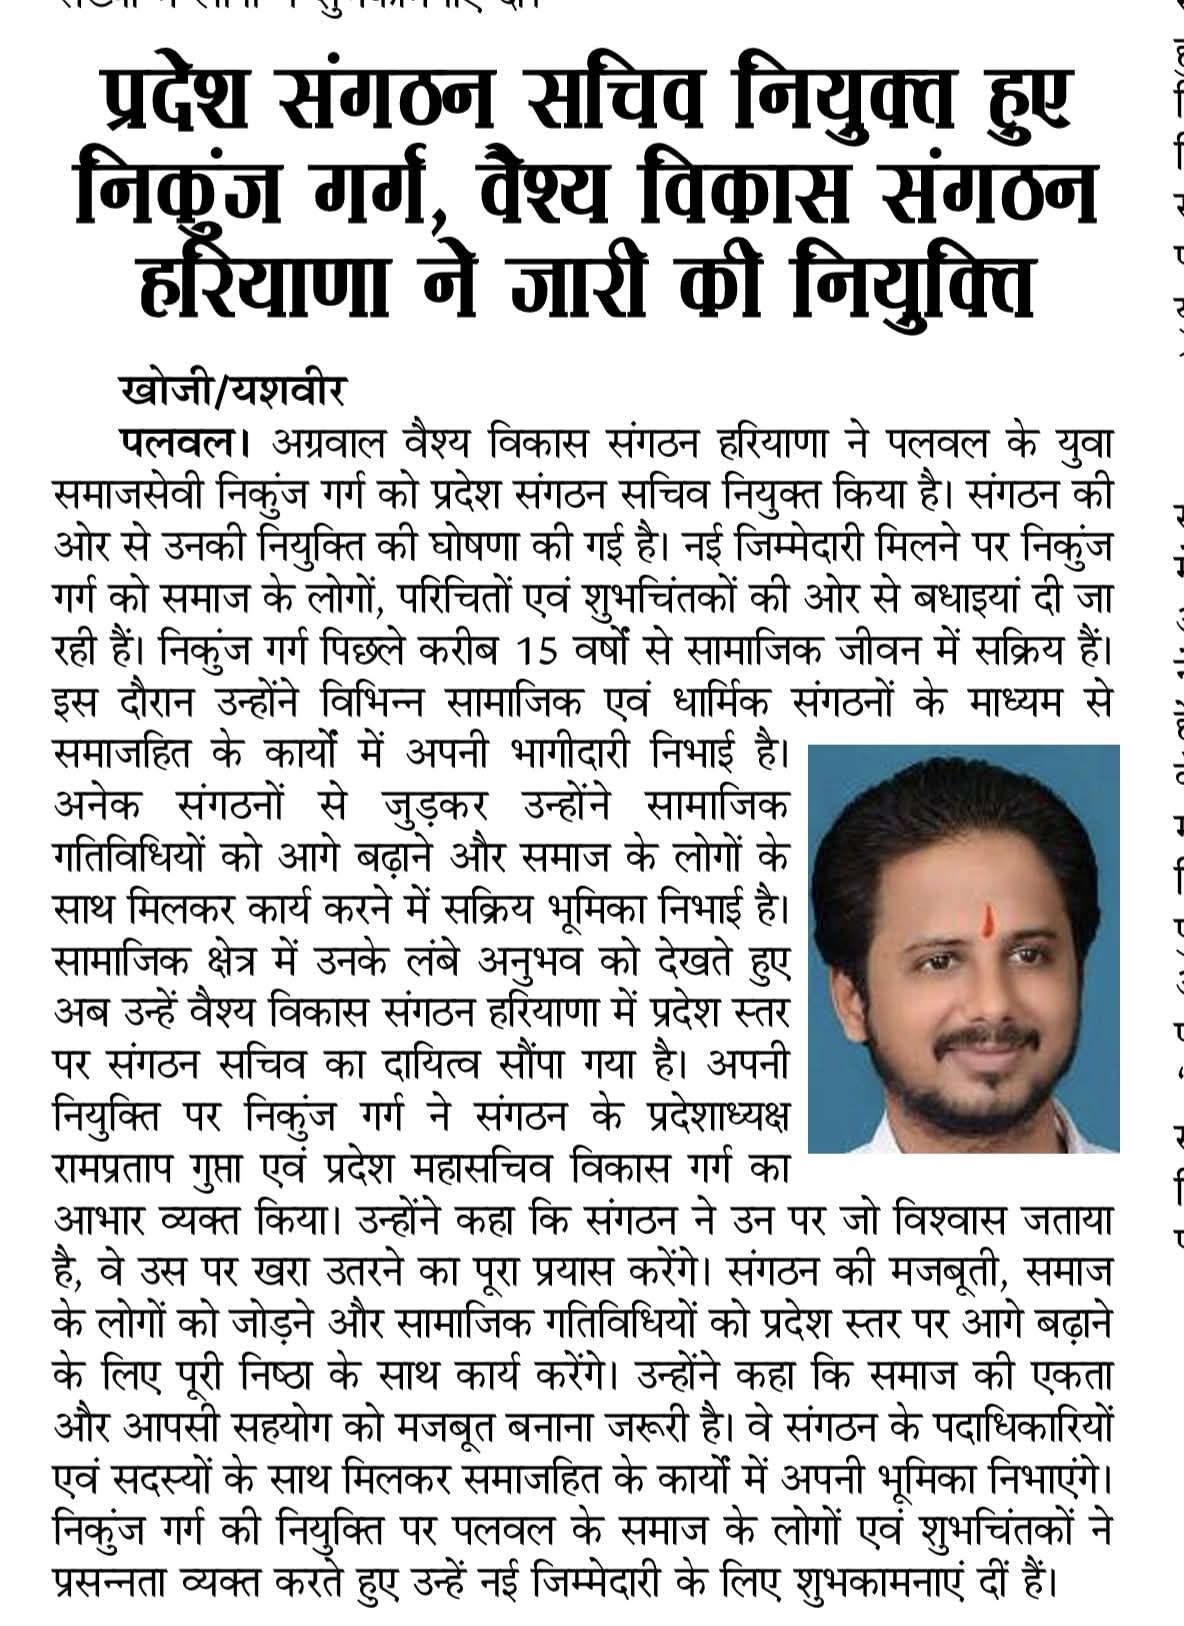 प्रदेश संगठन सचिव नियुक्त हुए
निकुंज गर्ग, वैश्य विकास संगठन
हरियाणा ने जारी की नियुक्ति
खोजी/यशवीर
पलवल। अग्रवाल वैश्य विकास संगठन हरियाणा ने पलवल के युवा
समाजसेवी निकुंज गर्ग को प्रदेश संगठन सचिव नियुक्त किया है। संगठन की
ओर से उनकी नियुक्ति की घोषणा की गई है। नई जिम्मेदारी मिलने पर निकुंज
गर्ग को समाज के लोगों, परिचितों एवं शुभचिंतकों की ओर से बधाइयां दी जा
रही हैं। निकुंज गर्ग पिछले करीब 15 वर्षों से सामाजिक जीवन में सक्रिय हैं।
इस दौरान उन्होंने विभिन्न सामाजिक एवं धार्मिक संगठनों के माध्यम से
समाजहित के कार्यों में अपनी भागीदारी निभाई है।
अनेक संगठनों से जुड़कर उन्होंने सामाजिक
गतिविधियों को आगे बढ़ाने और समाज के लोगों के
साथ मिलकर कार्य करने में सक्रिय भूमिका निभाई है।
सामाजिक क्षेत्र में उनके लंबे अनुभव को देखते हुए
अब उन्हें वैश्य विकास संगठन हरियाणा में प्रदेश स्तर
पर संगठन सचिव का दायित्व सौंपा गया है। अपनी
नियुक्ति पर निकुंज गर्ग ने संगठन के प्रदेशाध्यक्ष
रामप्रताप गुप्ता एवं प्रदेश महासचिव विकास गर्ग का
आभार व्यक्त किया। उन्होंने कहा कि संगठन ने उन पर जो विश्वास जताया
है, वे उस पर खरा उतरने का पूरा प्रयास करेंगे। संगठन की मजबूती, समाज
के लोगों को जोड़ने और सामाजिक गतिविधियों को प्रदेश स्तर पर आगे बढ़ाने
के लिए पूरी निष्ठा के साथ कार्य करेंगे। उन्होंने कहा कि समाज की एकता
और आपसी सहयोग को मजबूत बनाना जरूरी है। वे संगठन के पदाधिकारियों
एवं सदस्यों के साथ मिलकर समाजहित के कार्यों में अपनी भूमिका निभाएंगे।
निकुंज गर्ग की नियुक्ति पर पलवल के समाज के लोगों एवं शुभचिंतकों ने
प्रसन्नता व्यक्त करते हुए उन्हें नई जिम्मेदारी के लिए शुभकामनाएं दीं हैं।